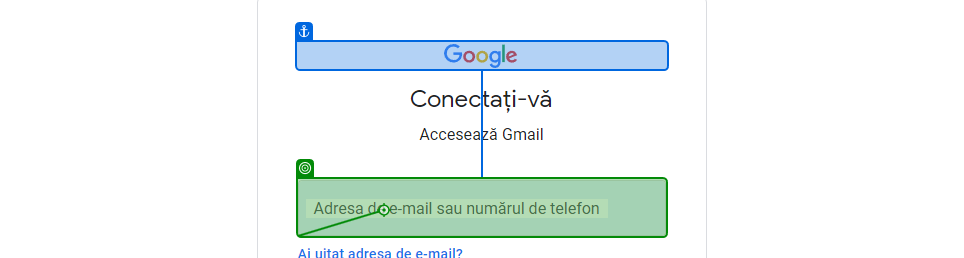 Google
Conectați-vă
Accesează Gmail
Adresa de e-mail sau numărul de telefon
Ai uitat adresa de e-mail?